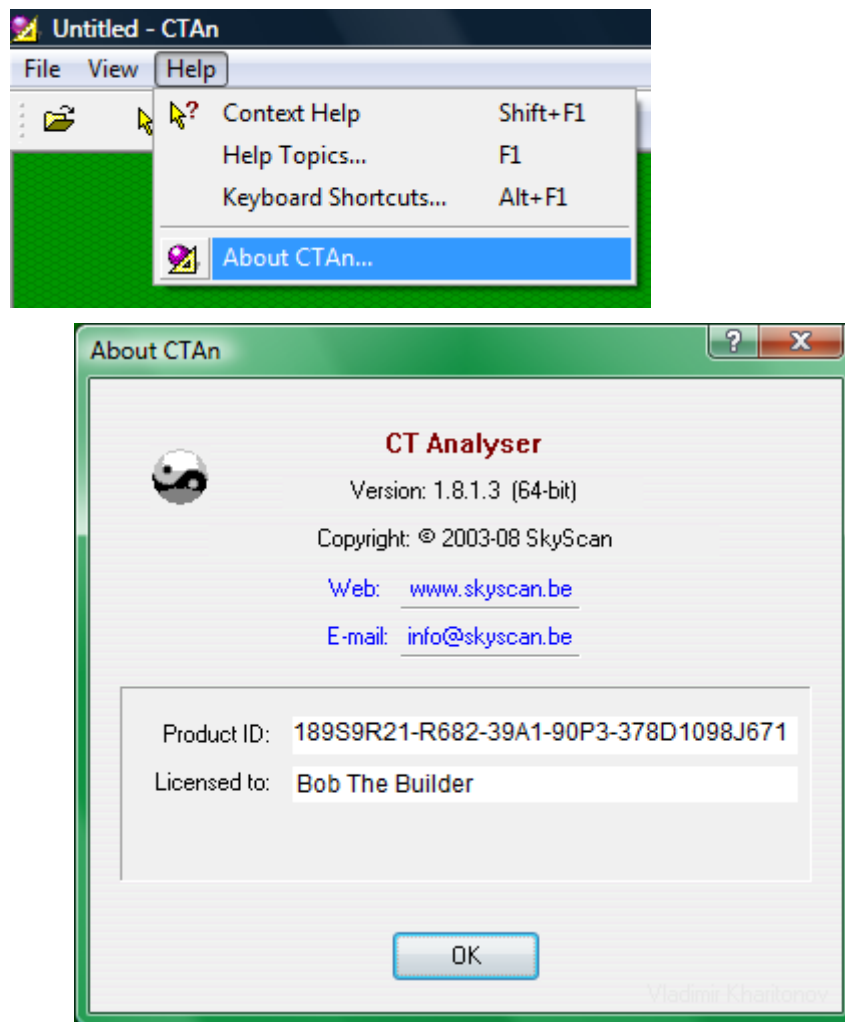 Untitled - CTAn
File View Help
Context Help Shift+F1
Help Topics... F1
Keyboard Shortcuts... Alt+F1
About CTAn...
About CTAn
CT Analyser
Version: 1.8.1.3 (64-bit)
Copyright: © 2003-08 SkyScan
Web: www.skyscan.be
E-mail: info@skyscan.be
Product ID: 189S9R21-R682-39A1-90P3-378D1098J671
Licensed to: Bob The Builder
OK
Vladimir Kharitonov